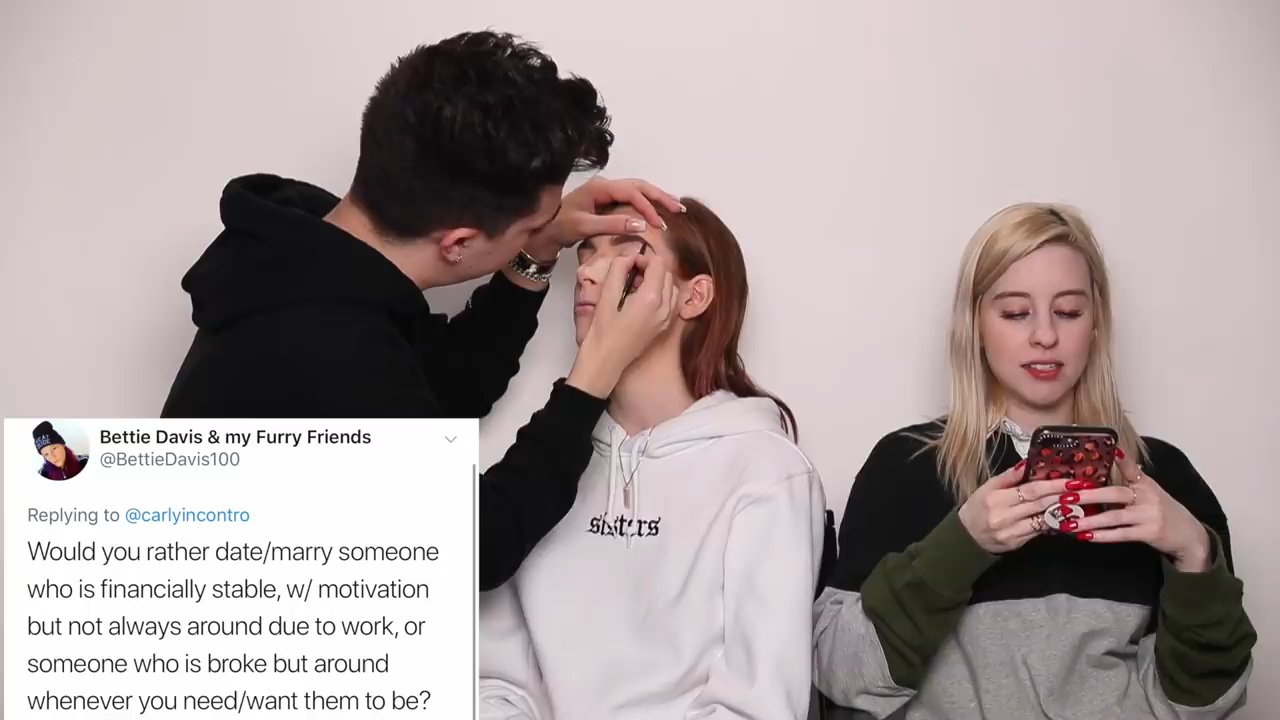 Bettie Davis & my Furry Friends
@BettieDavis100
Replying to @carlyincontro
Would you rather date/marry someone
who is financially stable, w/ motivation
but not always around due to work, or
someone who is broke but around
whenever you need/want them to be?
sisters